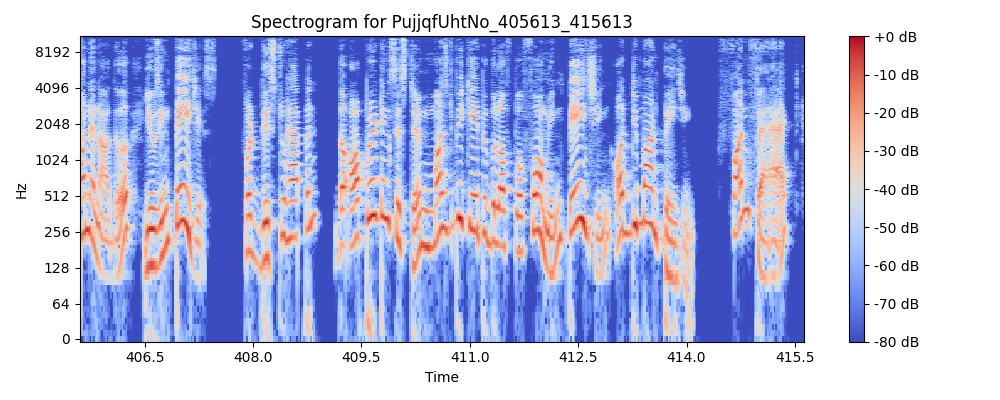 Spectrogram for PujjqfUhtNo_405613_415613
Hz
8192
4096
2048
1024
512
256
128
64
0
406.5 408.0 409.5 411.0 412.5 414.0 415.5
Time
+0 dB
-10 dB
-20 dB
-30 dB
-40 dB
-50 dB
-60 dB
-70 dB
-80 dB